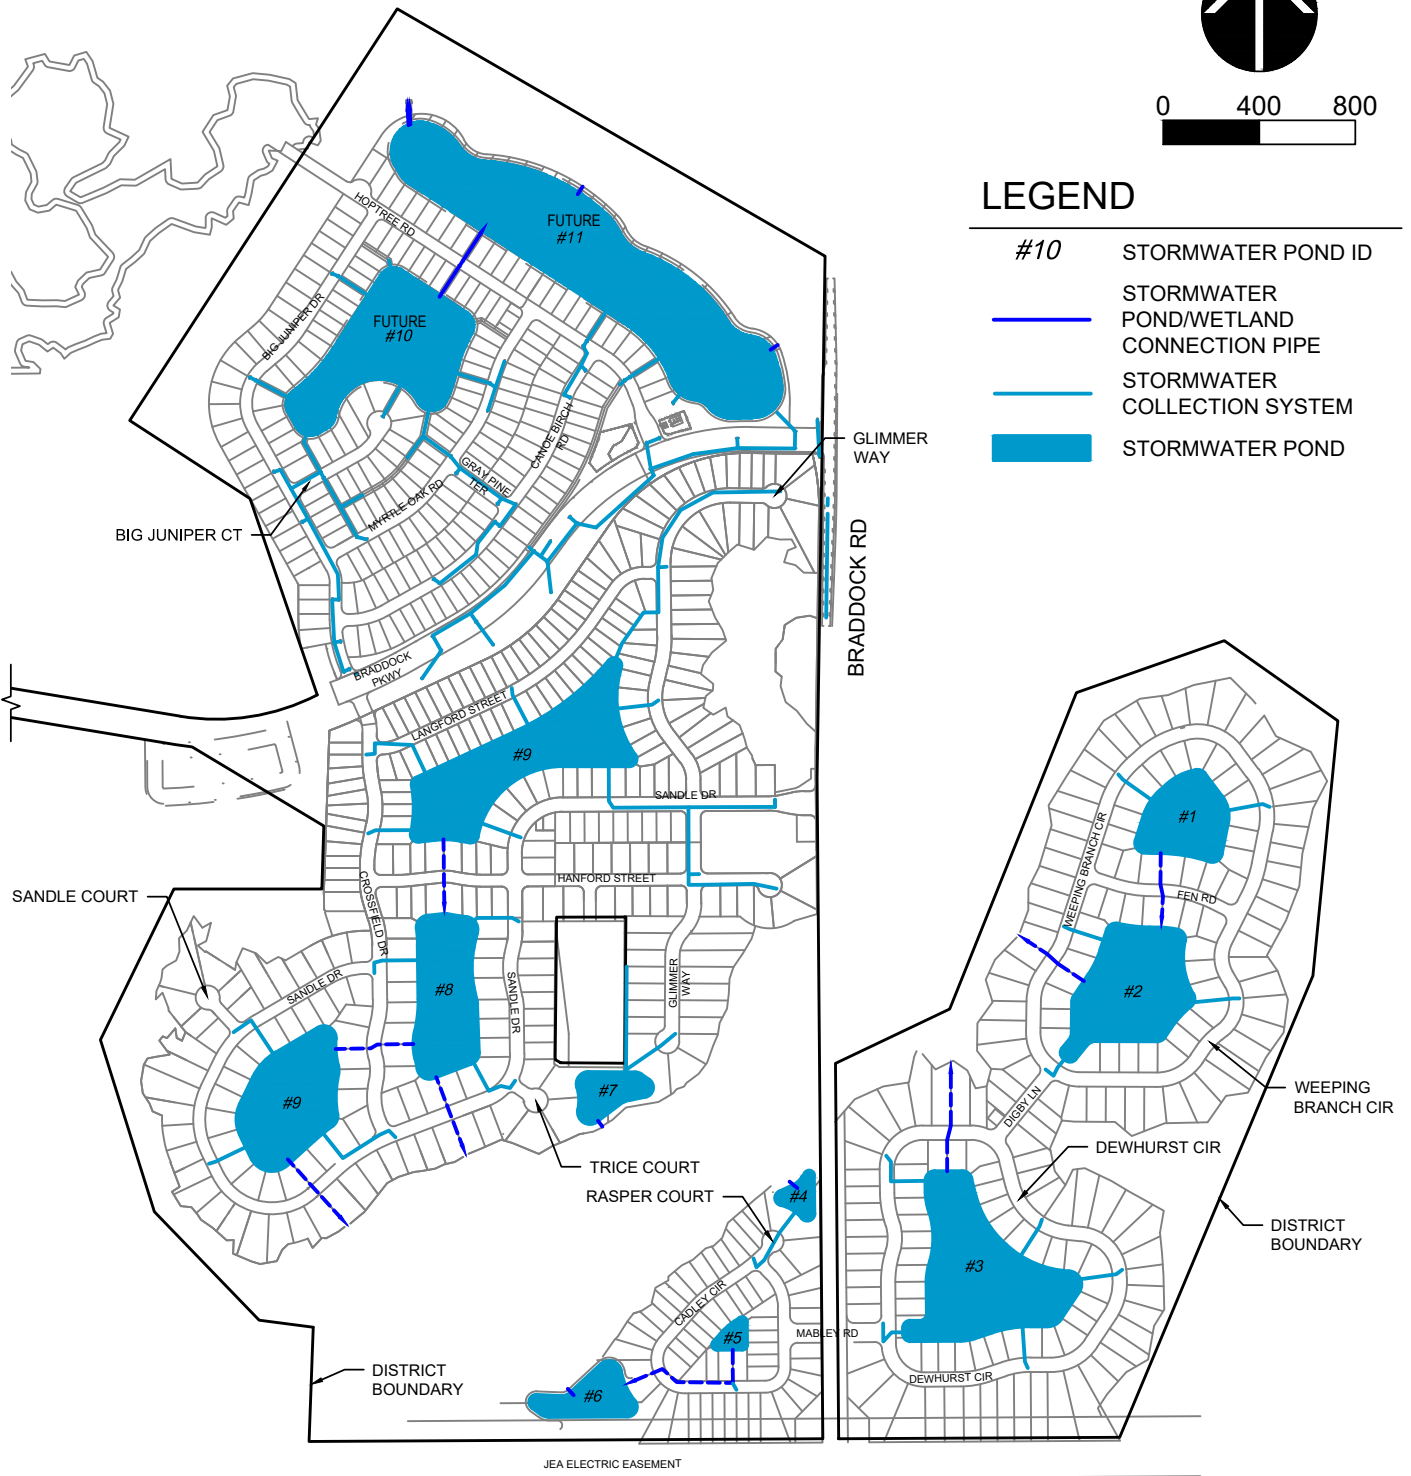 0 400 800
LEGEND
#10 STORMWATER POND ID
STORMWATER
POND/WETLAND
CONNECTION PIPE
STORMWATER
COLLECTION SYSTEM
STORMWATER POND
FUTURE
#11
HOPTREE RD
FUTURE
#10
BIG JUNIPER DR
CANOE BIRCH
RD
GLIMMER
WAY
GRAY PINE
TER
MYRTLE OAK RD
BIG JUNIPER CT
BRADDOCK RD
BRADDOCK
PKWY
LANGFORD STREET
#9
SANDLE DR
#1
WEEPING BRANCH CIR
FEN RD
HANFORD STREET
SANDLE COURT
CROSSFIELD DR
SANDLE DR
#8
SANDLE DR
GLIMMER
WAY
#2
#9
#7
WEEPING
BRANCH CIR
DIGBY LN
DEWHURST CIR
TRICE COURT
RASPER COURT
#4
DISTRICT
BOUNDARY
#3
CADLEY CIR
#5
MABLEY RD
DISTRICT
BOUNDARY
#6
DEWHURST CIR
JEA ELECTRIC EASEMENT